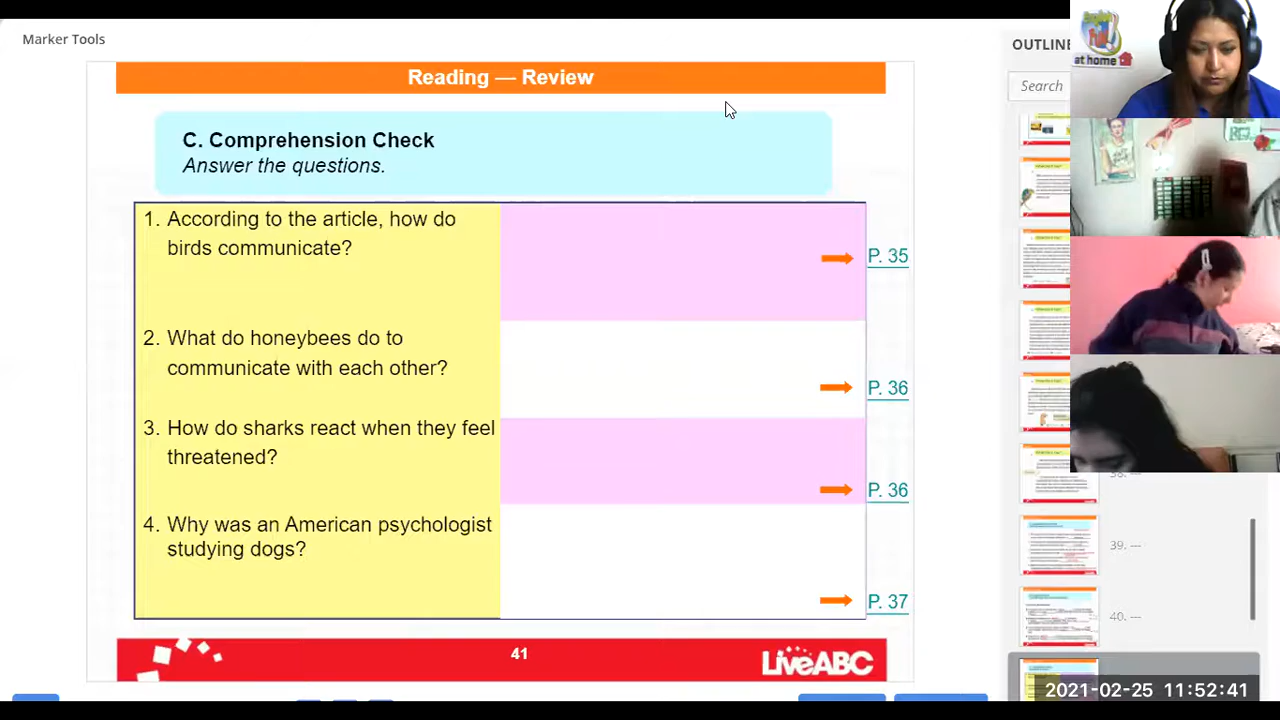 Marker Tools
OUTLINE
Search
at home
Reading — Review
C. Comprehension Check
Answer the questions.
1. According to the article, how do
birds communicate?
P. 35
2. What do honeybees do to
communicate with each other?
P. 36
3. How do sharks react when they feel
threatened?
P. 36
4. Why was an American psychologist
studying dogs?
P. 37
39. —
40. —
41
LiveABC
2021-02-25 11:52:41